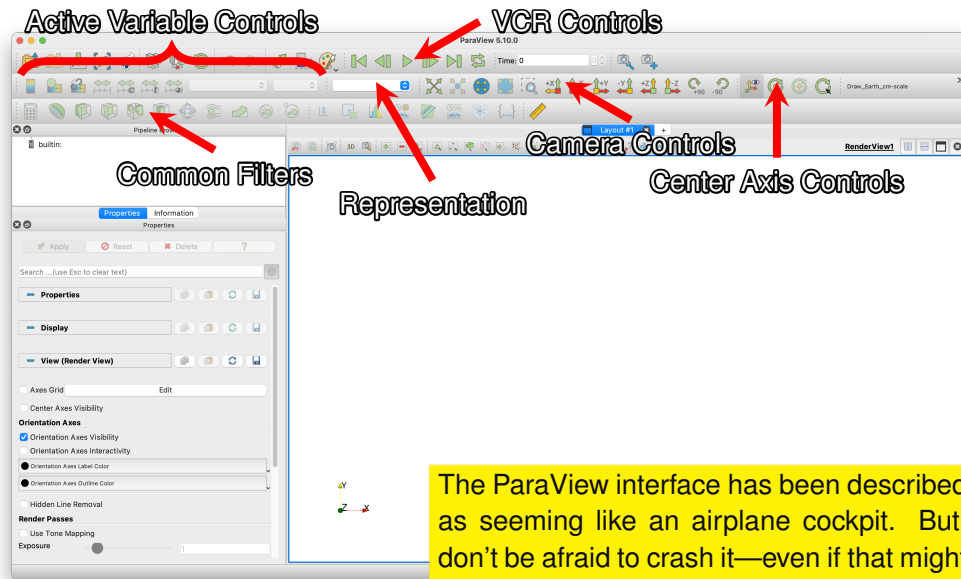 Active Variable Controls
VCR Controls
ParaView 5.10.0
Time: 0
+X
-X
+Y
-Y
+Z
-Z
+90
-90
Draw_Earth_cm-scale
Pipeline
builtin:
Layout #1
+
3D
RenderView1
Camera Controls
Common Filters
Center Axis Controls
Representation
Properties
Information
Properties
Apply
Reset
Delete
?
Search ... (use Esc to clear text)
Properties
Display
View (Render View)
Axes Grid
Edit
Center Axes Visibility
Orientation Axes
Orientation Axes Visibility
Orientation Axes Interactivity
Orientation Axes Label Color
Orientation Axes Outline Color
Hidden Line Removal
Render Passes
Use Tone Mapping
Exposure
1
Y
Z
X
The ParaView interface has been described
as seeming like an airplane cockpit. But
don't be afraid to crash it—even if that might